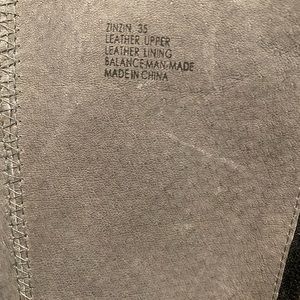 ZINZIN 35
LEATHER UPPER
LEATHER LINING
BALANCE MAN-MADE
MADE IN CHINA